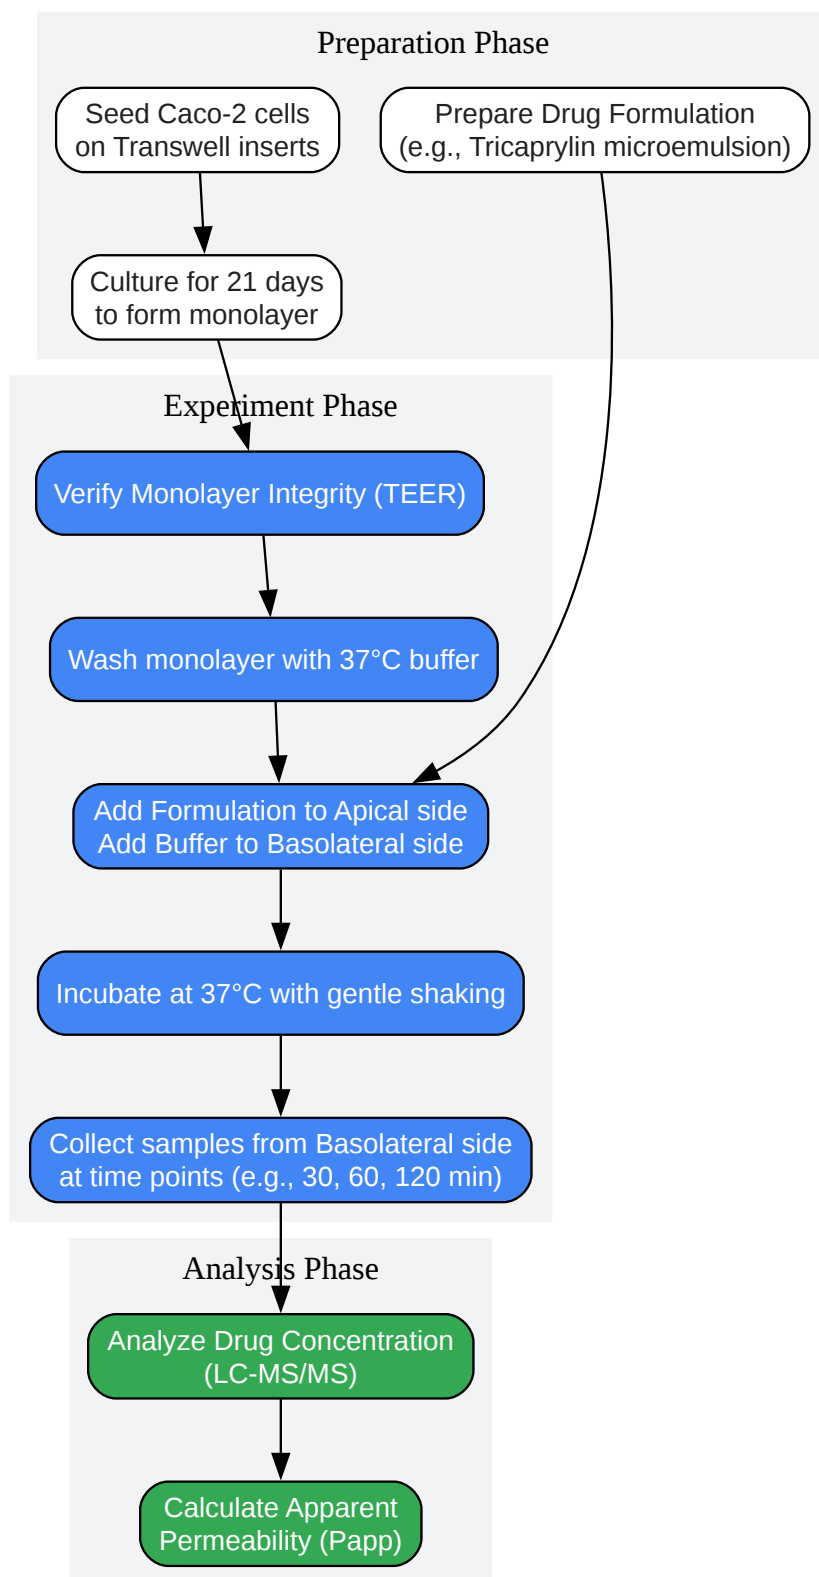 Preparation Phase
Seed Caco-2 cells
on Transwell inserts
Prepare Drug Formulation
(e.g., Tricaprylin microemulsion)
Culture for 21 days
to form monolayer
Experiment Phase
Verify Monolayer Integrity (TEER)
Wash monolayer with 37°C buffer
Add Formulation to Apical side
Add Buffer to Basolateral side
Incubate at 37°C with gentle shaking
Collect samples from Basolateral side
at time points (e.g., 30, 60, 120 min)
Analysis Phase
Analyze Drug Concentration
(LC-MS/MS)
Calculate Apparent
Permeability (Papp)